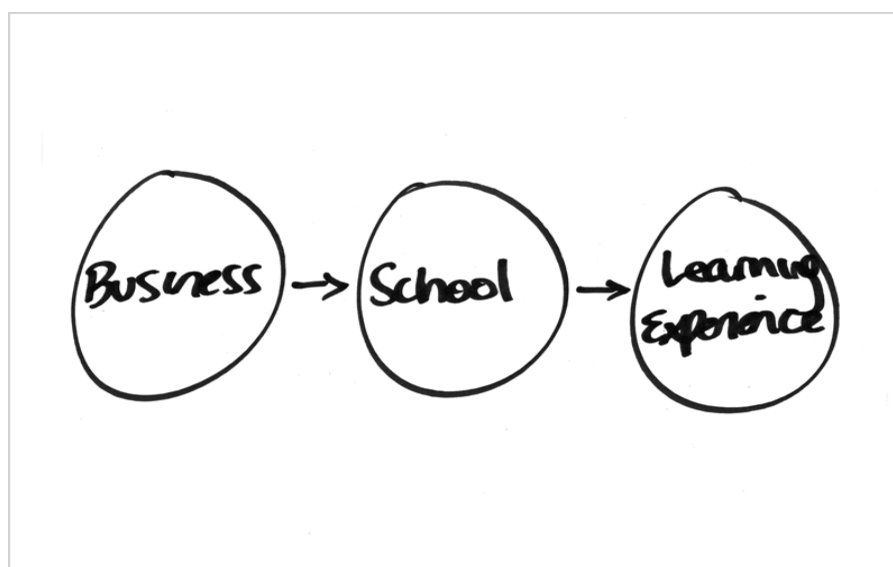 Business
→
School
→
Learning
Experience